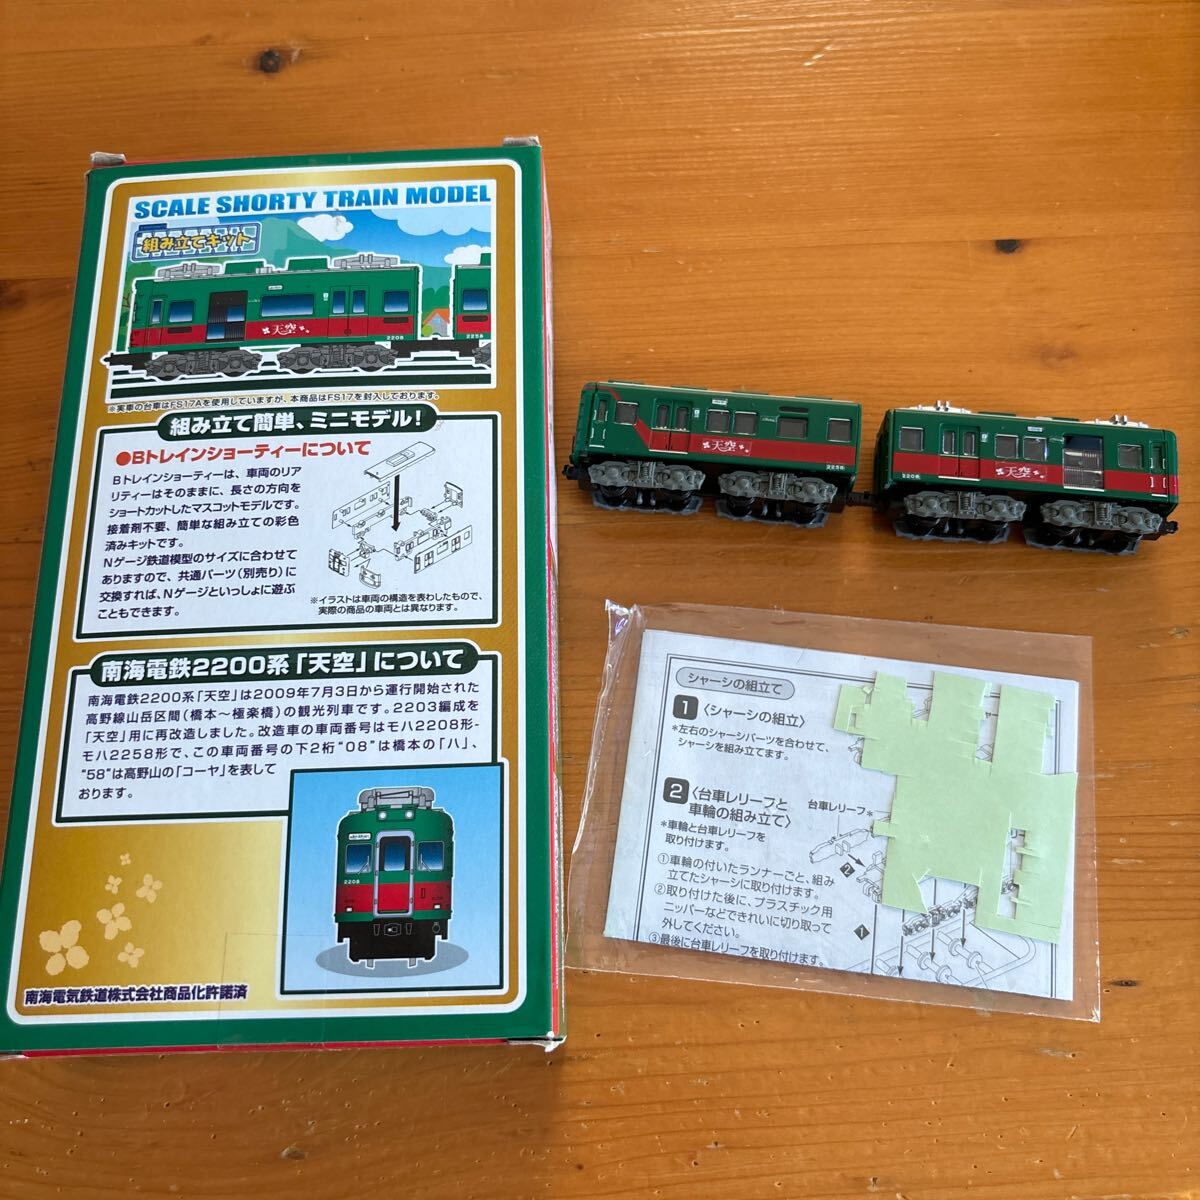 SCALE SHORTY TRAIN MODEL
組み立てキット
天空
2208
2258
※実車の台車はFS17Aを使用していますが、本商品はFS17を封入しております。
組み立て簡単、ミニモデル!
●Bトレインショーティーについて
Bトレインショーティーは、車両のリア
リティーはそのままに、長さの方向を
ショートカットしたマスコットモデルです。
接着剤不要、簡単な組み立ての彩色
済みキットです。
Nゲージ鉄道模型のサイズに合わせて
ありますので、共通パーツ(別売り)に
交換すれば、Nゲージといっしょに遊ぶ
こともできます。
※イラストは車両の構造を表わしたもので、
実際の商品の車両とは異なります。
南海電鉄2200系「天空」について
南海電鉄2200系「天空」は2009年7月3日から運行開始された
高野線山岳区間(橋本～極楽橋)の観光列車です。2203編成を
「天空」用に再改造しました。改造車の車両番号はモハ2208形-
モハ2258形で、この車両番号の下2桁"08"は橋本の「ハ」、
"58"は高野山の「コーヤ」を表して
おります。
2208
南海電気鉄道株式会社商品化許諾済
天空
2258
2208
天空
シャーシの組立て
1 〈シャーシの組立〉
*左右のシャーシパーツを合わせて、
シャーシを組み立てます。
2 〈台車レリーフと
車輪の組み立て〉
台車レリーフ*
*車輪と台車レリーフを
取り付けます。
①車輪の付いたランナーごと、組み
立てたシャーシに取り付けます。
②取り付けた後に、プラスチック用
ニッパーなどできれいに切り取って
外してください。
③最後に台車レリーフを取り付けます。
2
1